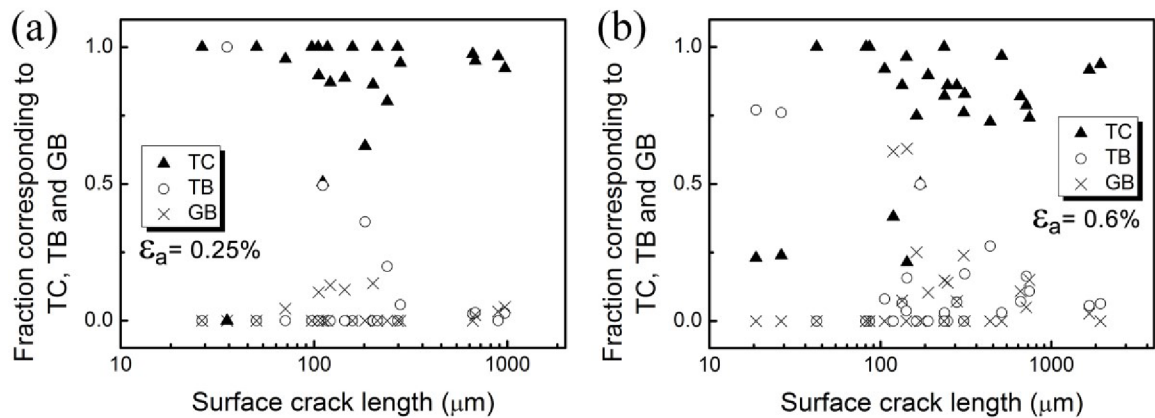 (a)
Fraction corresponding to
TC, TB and GB
1.0
0.5
0.0
TC
TB
GB
εa= 0.25%
10
100
1000
Surface crack length (μm)
(b)
Fraction corresponding to
TC, TB and GB
1.0
0.5
0.0
TC
TB
GB
εa= 0.6%
10
100
1000
Surface crack length (μm)